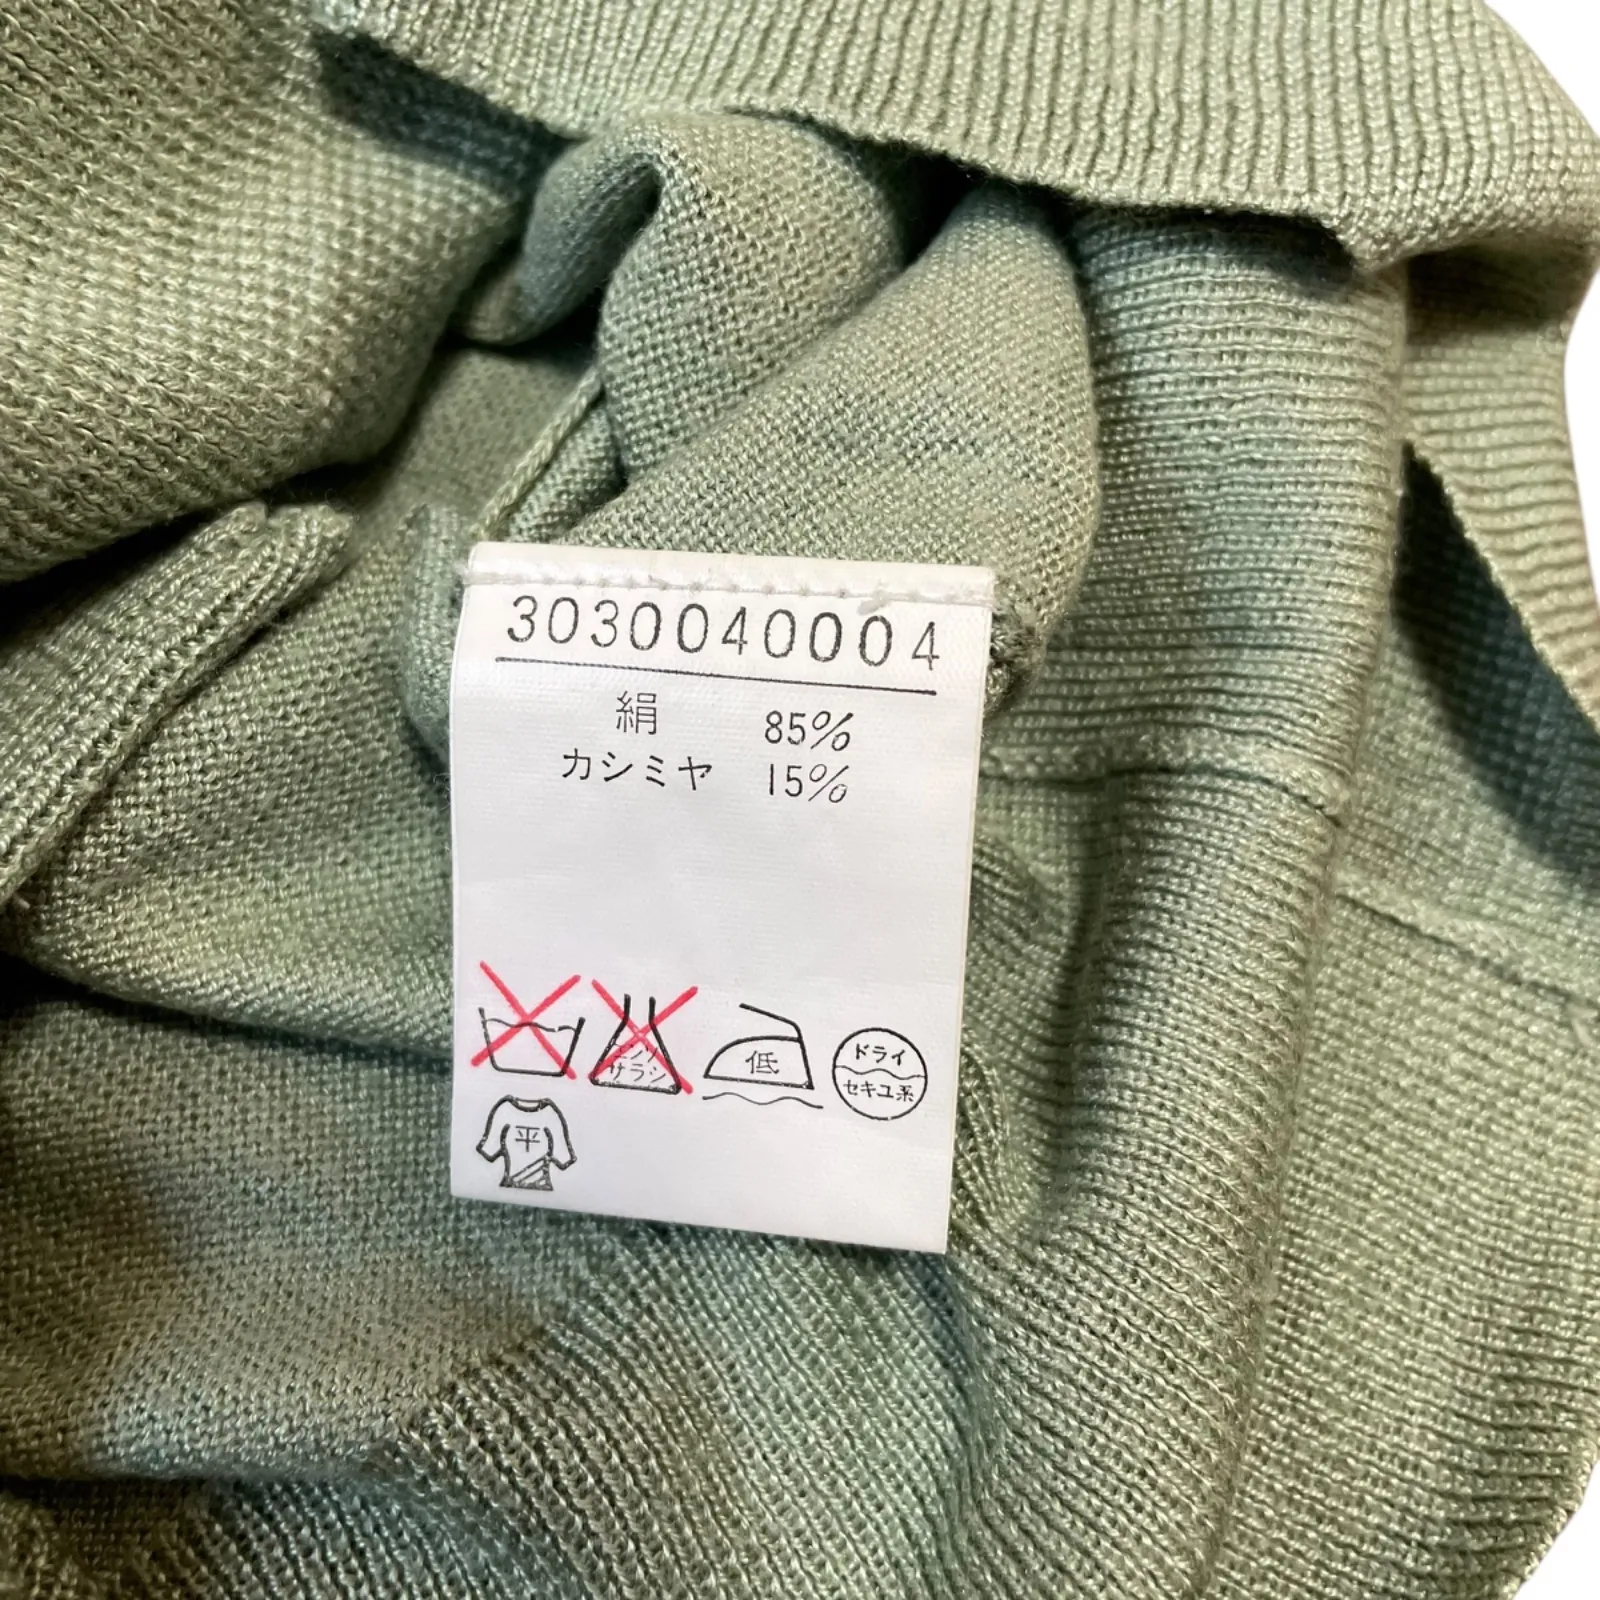 3030040004
絹 85%
カシミヤ 15%
エンソ
サラシ
低
ドライ
セキユ系
平